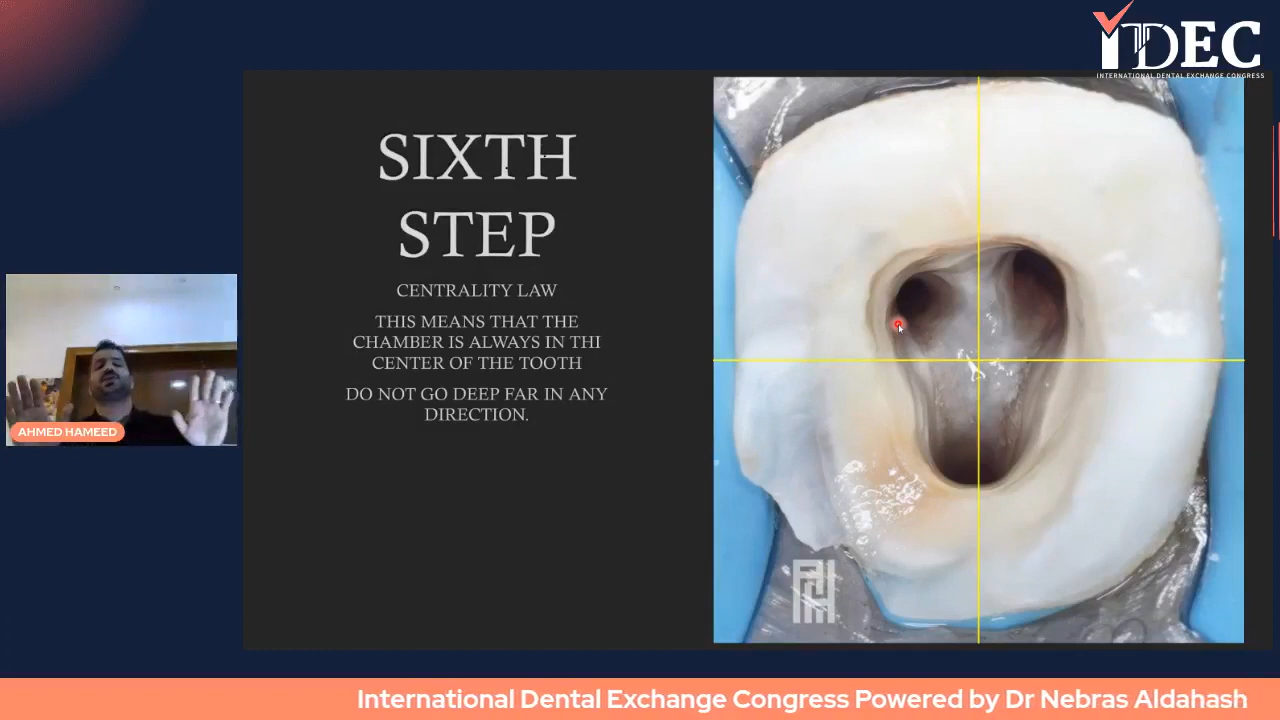 IDEC
INTERNATIONAL DENTAL EXCHANGE CONGRESS
SIXTH
STEP
CENTRALITY LAW
THIS MEANS THAT THE
CHAMBER IS ALWAYS IN THI
CENTER OF THE TOOTH
DO NOT GO DEEP FAR IN ANY
DIRECTION.
AHMED HAMEED
International Dental Exchange Congress Powered by Dr Nebras Aldahash